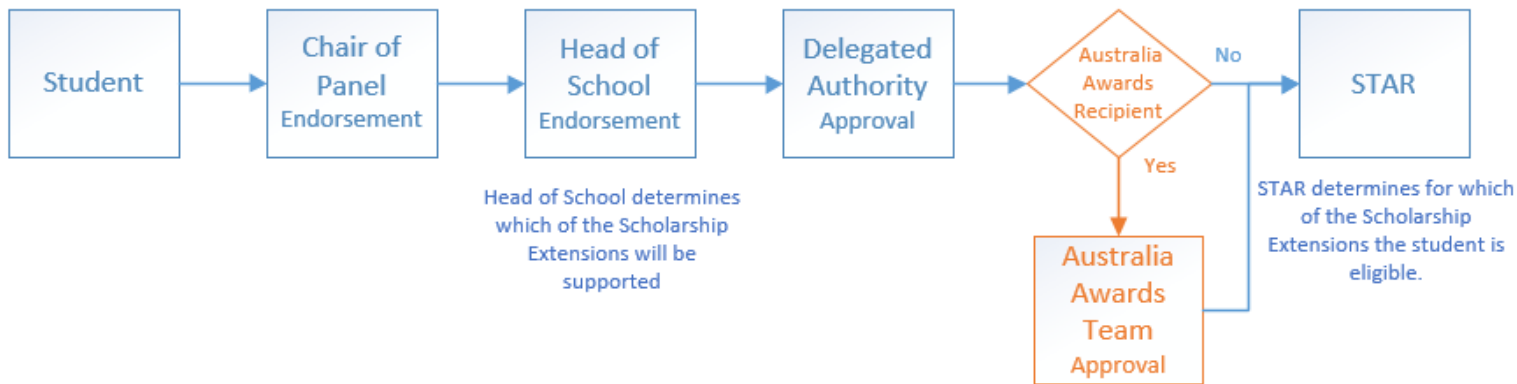 Student
Chair of
Panel
Endorsement
Head of
School
Endorsement
Delegated
Authority
Approval
Australia
Awards
Recipient
No
STAR
Yes
Head of School determines
which of the Scholarship
Extensions will be
supported
STAR determines for which
of the Scholarship
Extensions the student is
eligible.
Australia
Awards
Team
Approval